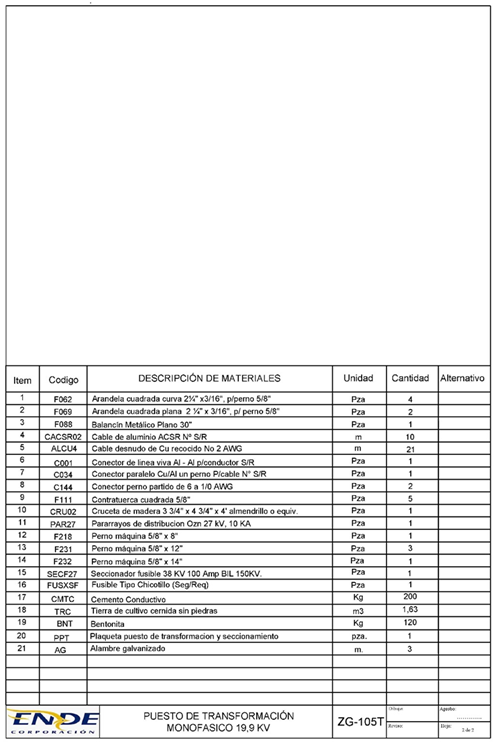 Item Codigo DESCRIPCIÓN DE MATERIALES Unidad Cantidad Alternativo
1 F062 Arandela cuadrada curva 2¼" x3/16", p/perno 5/8" Pza 4
2 F069 Arandela cuadrada plana 2 ¼" x 3/16", p/ perno 5/8" Pza 2
3 F088 Balancín Metálico Plano 30" Pza 1
4 CACSR02 Cable de aluminio ACSR Nº S/R m 10
5 ALCU4 Cable desnudo de Cu recocido No 2 AWG m 21
6 C001 Conector de linea viva Al - Al p/conductor S/R Pza 1
7 C034 Conector paralelo Cu/Al un perno P/cable N° S/R Pza 1
8 C144 Conector perno partido de 6 a 1/0 AWG Pza 2
9 F111 Contratuerca cuadrada 5/8" Pza 5
10 CRU02 Cruceta de madera 3 3/4" x 4 3/4" x 4' almendrillo o equiv. Pza 1
11 PAR27 Pararrayos de distribucion Ozn 27 kV, 10 KA Pza 1
12 F218 Perno máquina 5/8" x 8" Pza 1
13 F231 Perno máquina 5/8" x 12" Pza 3
14 F232 Perno máquina 5/8" x 14" Pza 1
15 SECF27 Seccionador fusible 38 KV 100 Amp BIL 150KV. Pza 1
16 FUSXSF Fusible Tipo Chicotillo (Seg/Req) Pza 1
17 CMTC Cemento Conductivo Kg 200
18 TRC Tierra de cultivo cernida sin piedras m3 1,63
19 BNT Bentonita Kg 120
20 PPT Plaqueta puesto de transformacion y seccionamiento pza. 1
21 AG Alambre galvanizado m. 3
ENDE
CORPORACIÓN
PUESTO DE TRANSFORMACIÓN
MONOFASICO 19,9 KV
ZG-105T
Dibujo:
Aprobo:
Reviso:
Hoja:
2 de 2